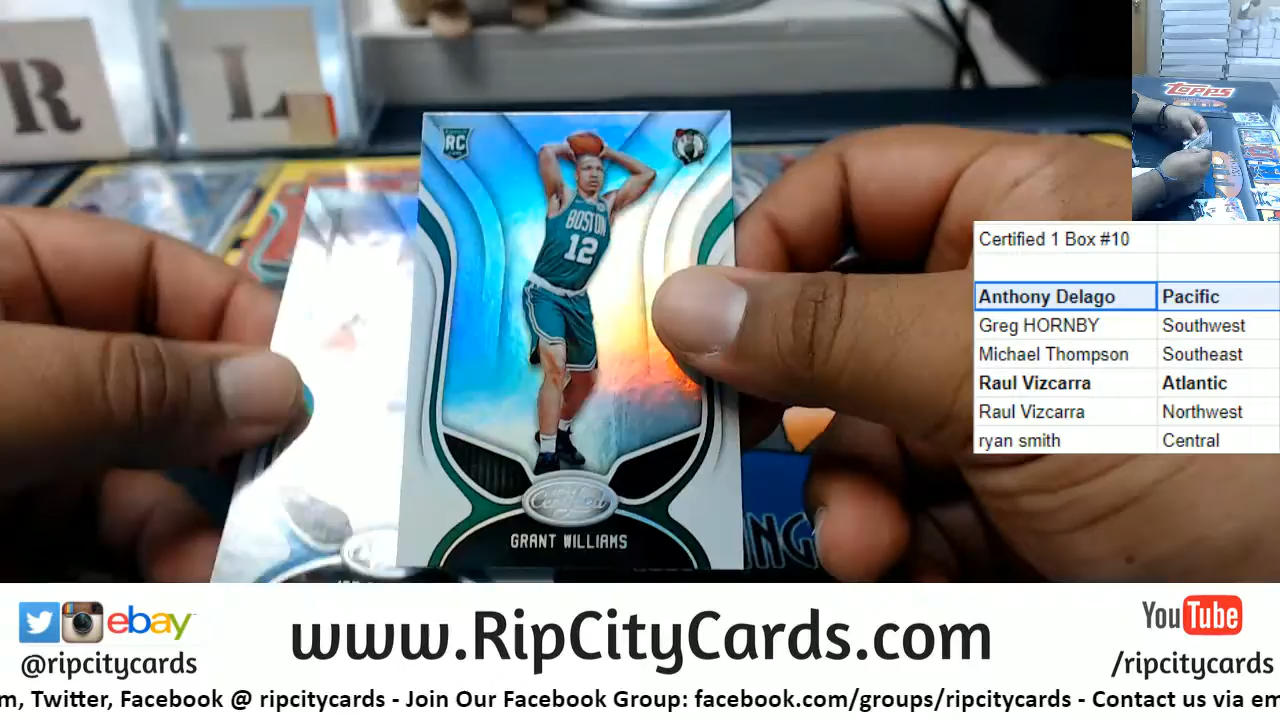 R L
RC
BOSTON
12
Certified
GRANT WILLIAMS
TOPPS
Certified 1 Box #10
Anthony Delago Pacific
Greg HORNBY Southwest
Michael Thompson Southeast
Raul Vizcarra Atlantic
Raul Vizcarra Northwest
ryan smith Central
ebay
@ripcitycards
www.RipCityCards.com
YouTube
/ripcitycards
m, Twitter, Facebook @ ripcitycards - Join Our Facebook Group: facebook.com/groups/ripcitycards - Contact us via em